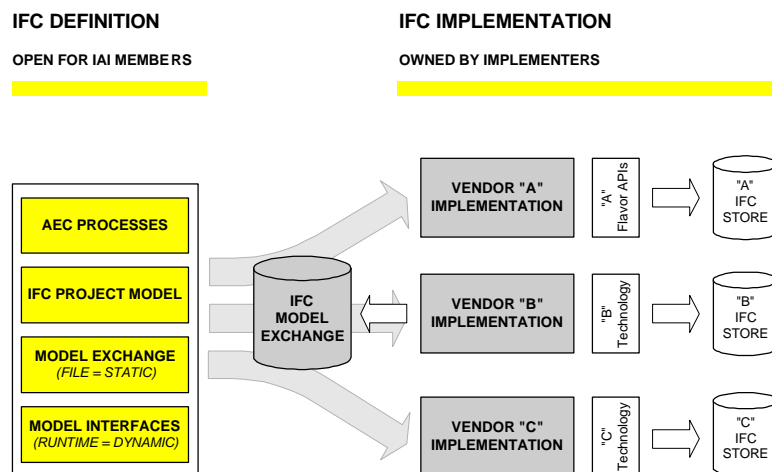 IFC DEFINITION
OPEN FOR IAI MEMBERS
IFC IMPLEMENTATION
OWNED BY IMPLEMENTERS
AEC PROCESSES
IFC PROJECT MODEL
MODEL EXCHANGE
(FILE = STATIC)
MODEL INTERFACES
(RUNTIME = DYNAMIC)
IFC
MODEL
EXCHANGE
VENDOR "A"
IMPLEMENTATION
"A"
Flavor APIs
"A"
IFC
STORE
VENDOR "B"
IMPLEMENTATION
"B"
Technology
"B"
IFC
STORE
VENDOR "C"
IMPLEMENTATION
"C"
Technology
"C"
IFC
STORE